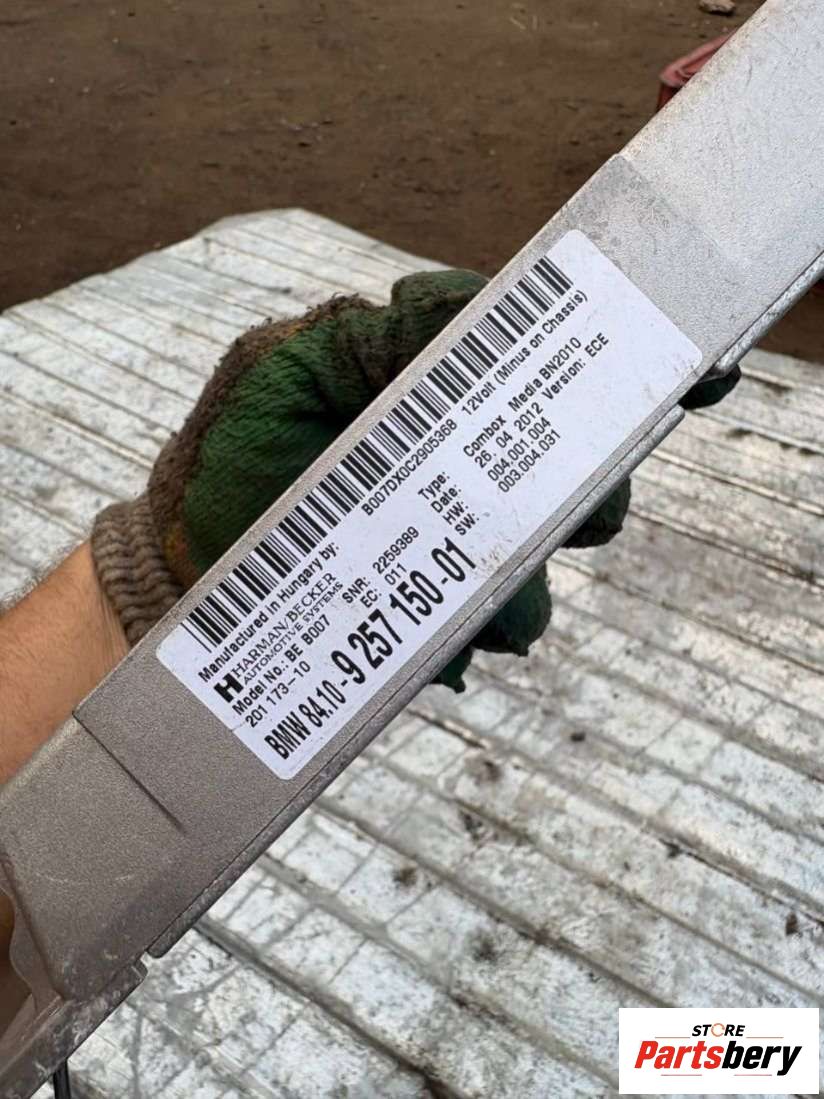 B007DX0C2905368 12Volt (Minus on Chassis)
Manufactured in Hungary by:
HARMAN/BECKER
AUTOMOTIVE SYSTEMS
Model No.: BE B007
201 173-10
SNR: 2259389
EC: 011
Type: Combox Media BN2010
Date: 26 04 2012 Version: ECE
HW: 004.001.004
SW: 003.004.031
BMW 84.10-9 257 150-01
STORE
Partsbery